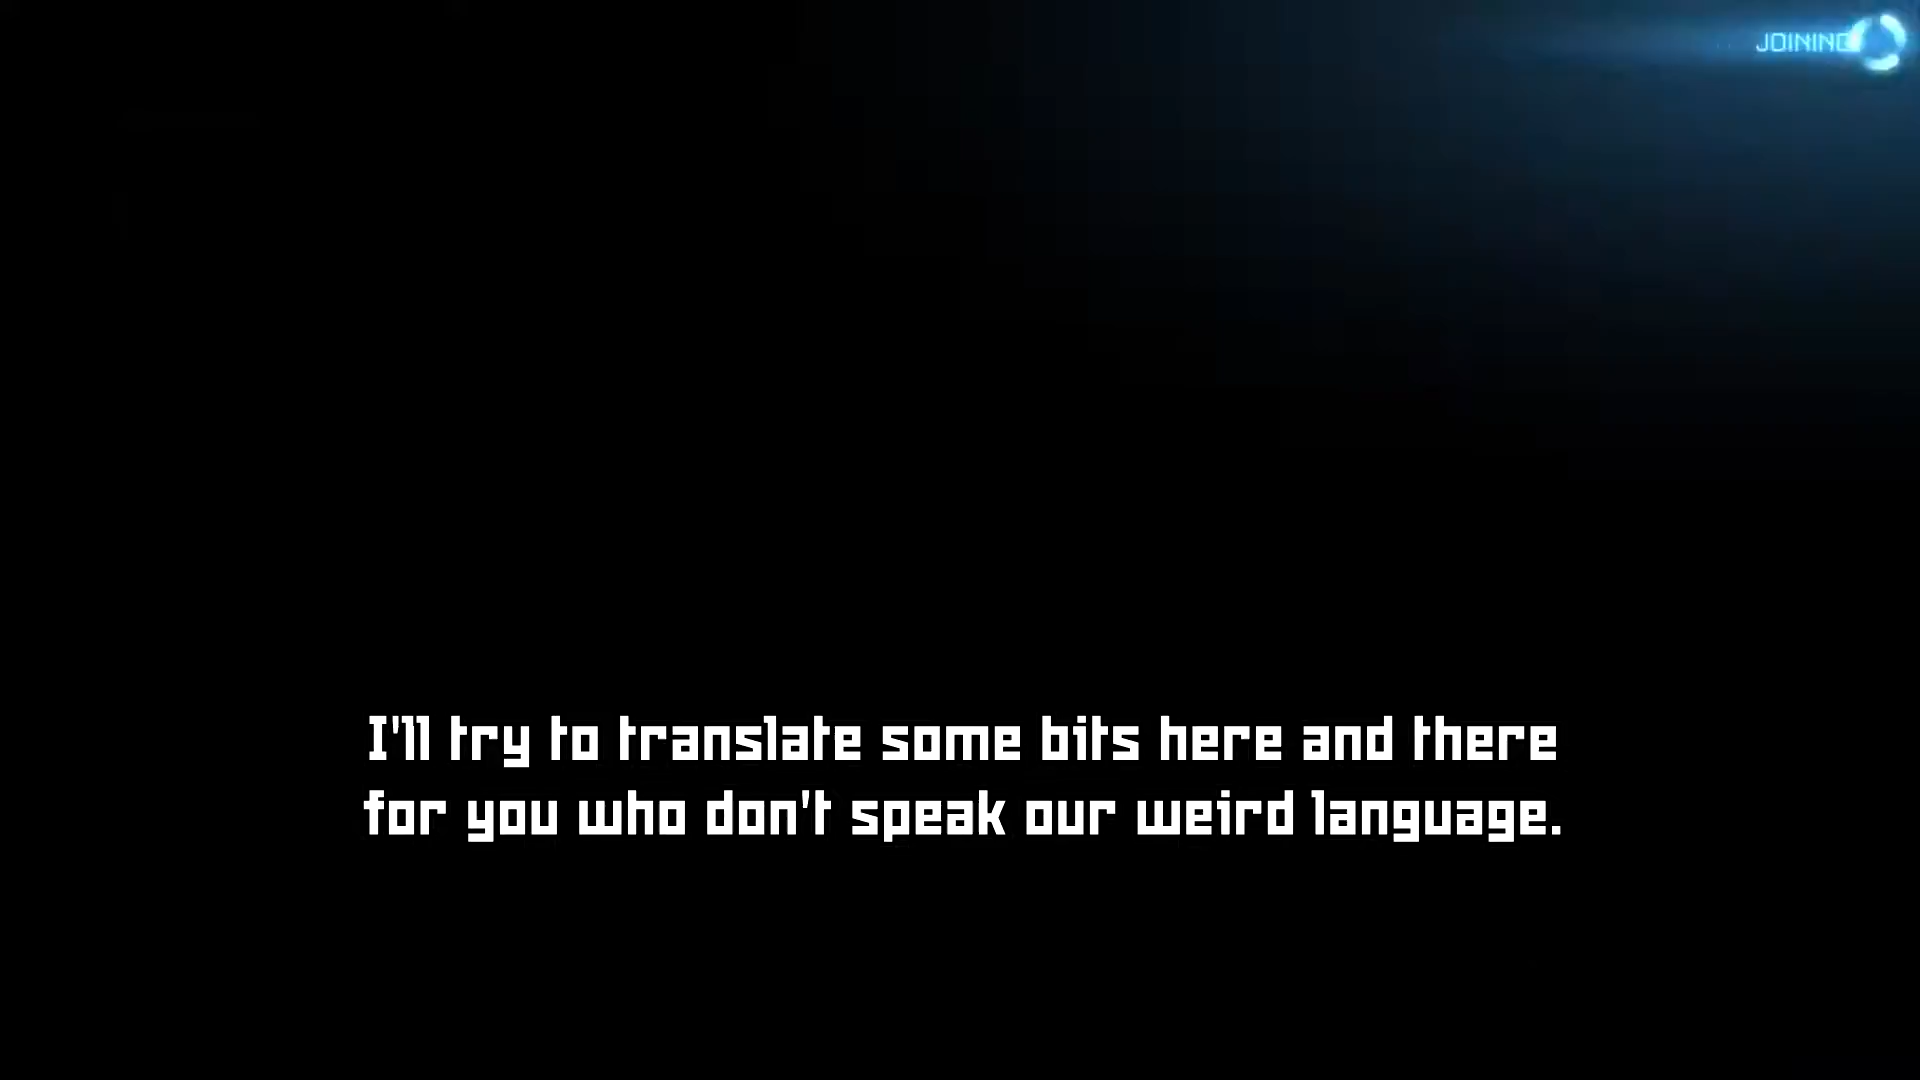 JOINING
I'll try to translate some bits here and there
for you who don't speak our weird language.